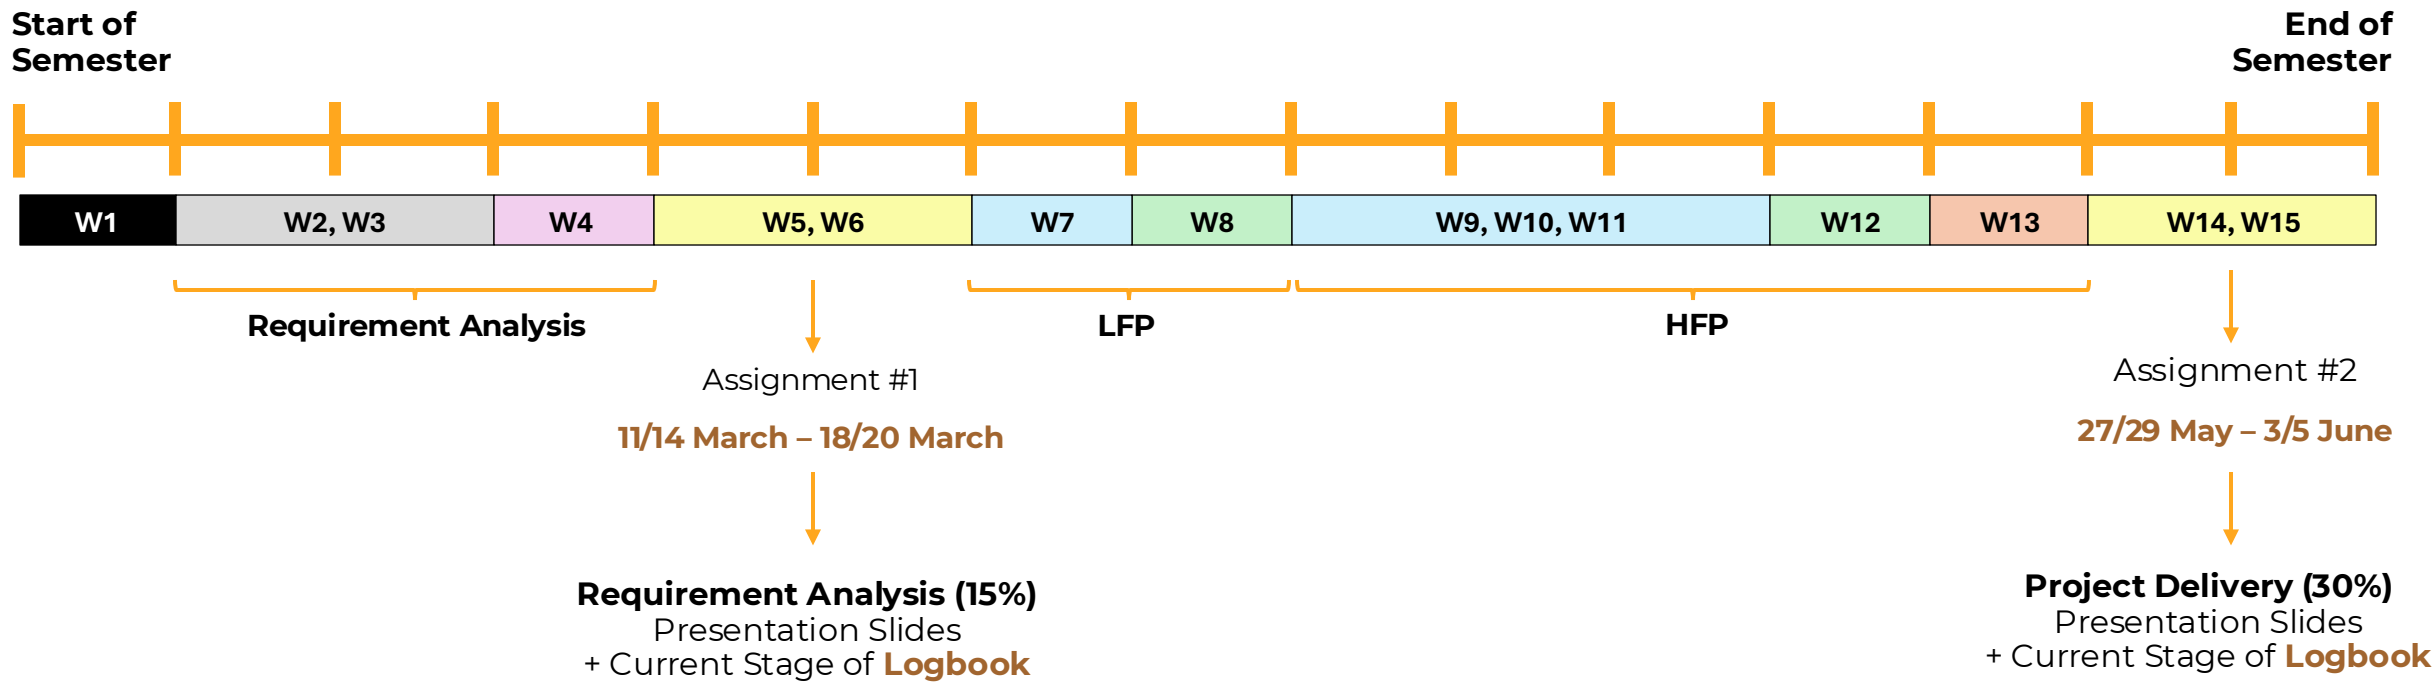 Start of
Semester
End of
Semester
W1
W2, W3
W4
W5, W6
W7
W8
W9, W10, W11
W12
W13
W14, W15
Requirement Analysis
LFP
HFP
Assignment #1
11/14 March – 18/20 March
Requirement Analysis (15%)
Presentation Slides
+ Current Stage of Logbook
Assignment #2
27/29 May – 3/5 June
Project Delivery (30%)
Presentation Slides
+ Current Stage of Logbook